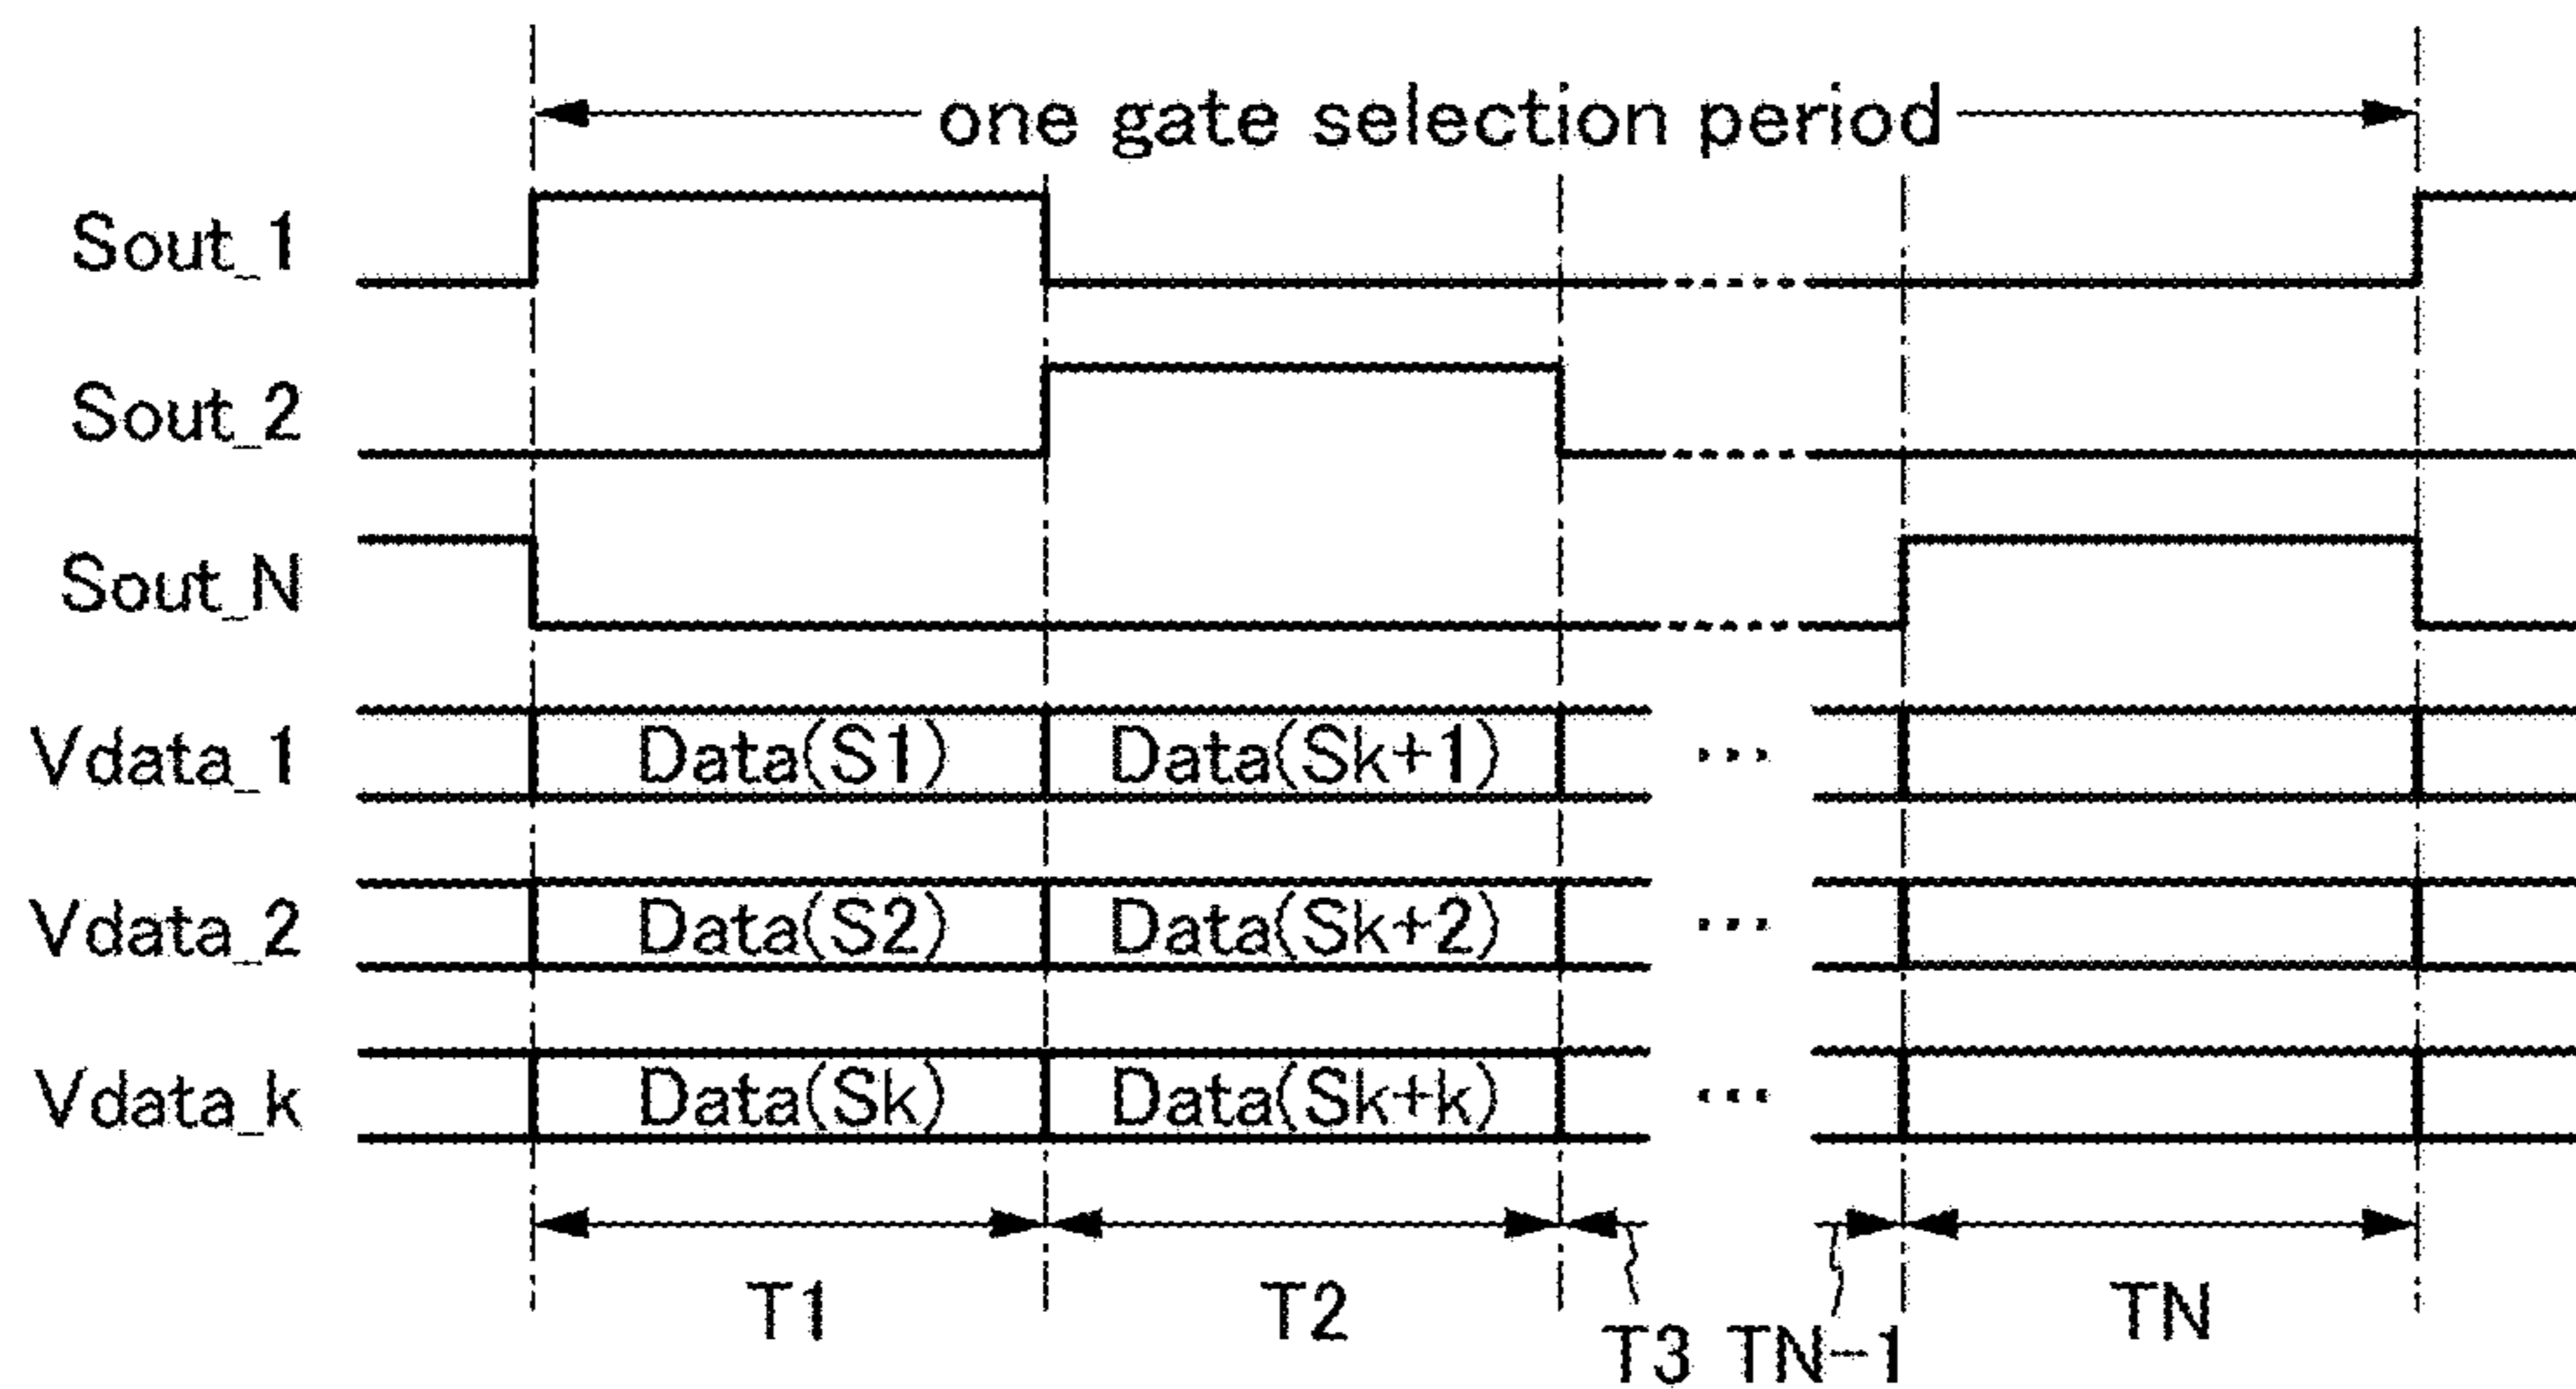 one gate selection period
Sout_1
Sout_2
Sout_N
Vdata_1 Data(S1) Data(Sk+1) ...
Vdata_2 Data(S2) Data(Sk+2) ...
Vdata_k Data(Sk) Data(Sk+k) ...
T1 T2 T3 TN-1 TN